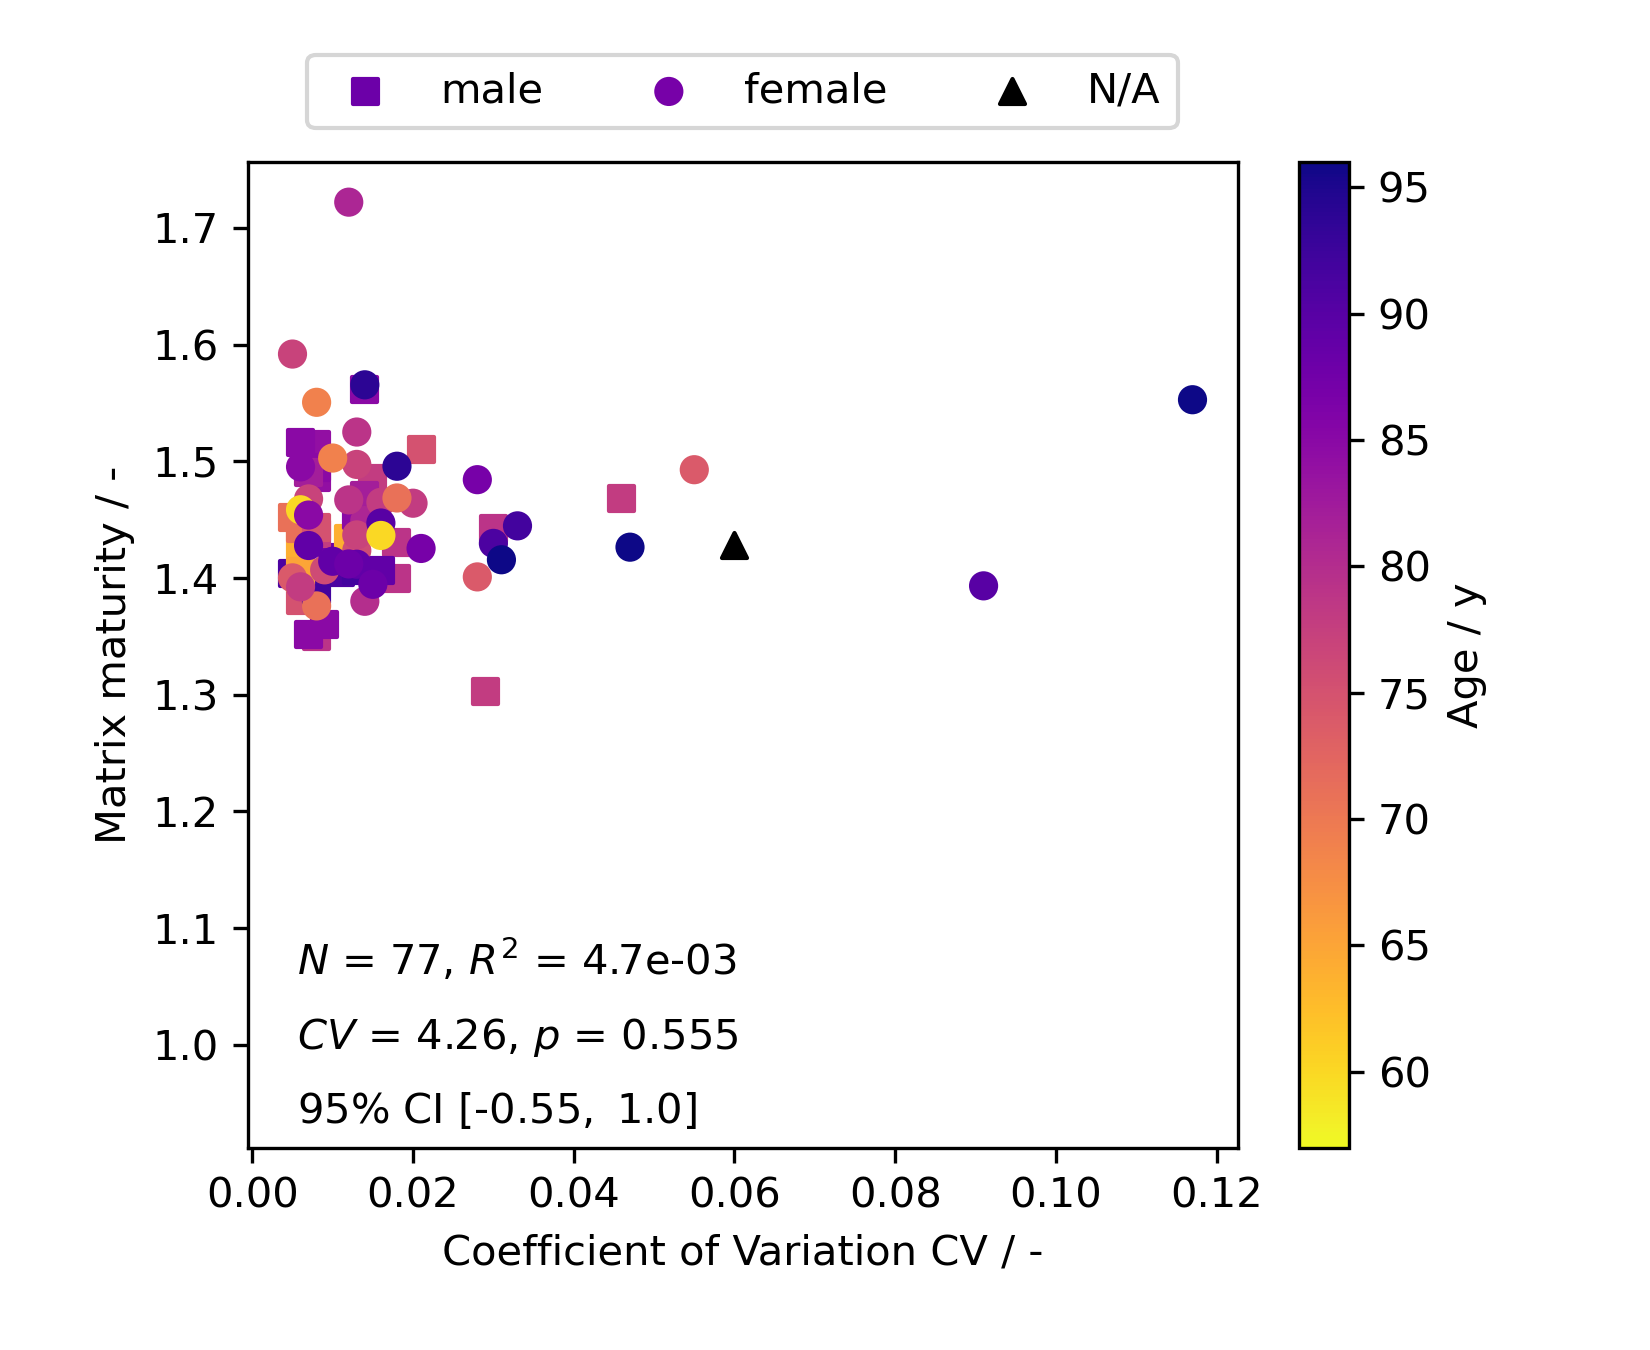 male female N/A
1.7
1.6
1.5
1.4
1.3
1.2
1.1
1.0
Matrix maturity / -
N = 77, R² = 4.7e-03
CV = 4.26, p = 0.555
95% CI [-0.55, 1.0]
0.00 0.02 0.04 0.06 0.08 0.10 0.12
Coefficient of Variation CV / -
95
90
85
80
75
70
65
60
Age / y